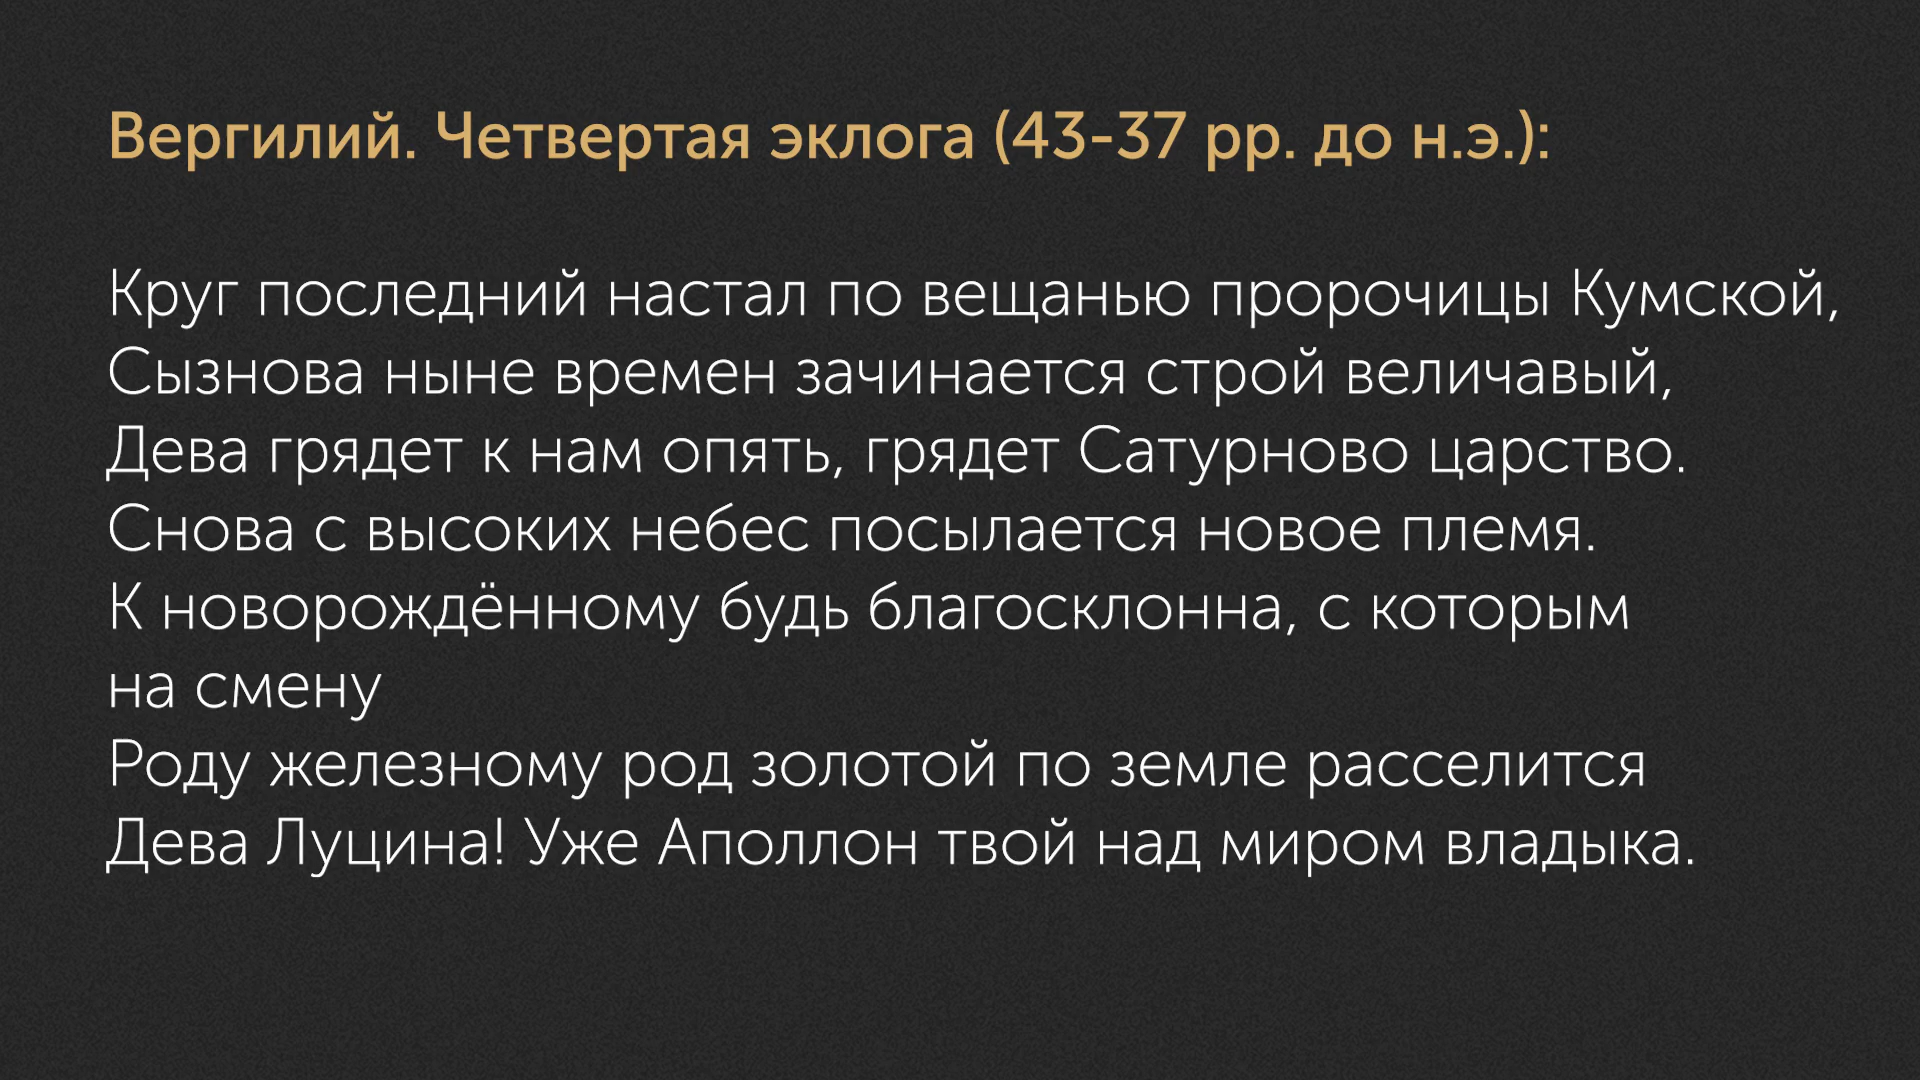 Вергилий. Четвертая эклога (43-37 рр. до н.э.):
Круг последний настал по вещанью пророчицы Кумской,
Сызнова ныне времен зачинается строй величавый,
Дева грядет к нам опять, грядет Сатурново царство.
Снова с высоких небес посылается новое племя.
К новорождённому будь благосклонна, с которым
на смену
Роду железному род золотой по земле расселится
Дева Луцина! Уже Аполлон твой над миром владыка.